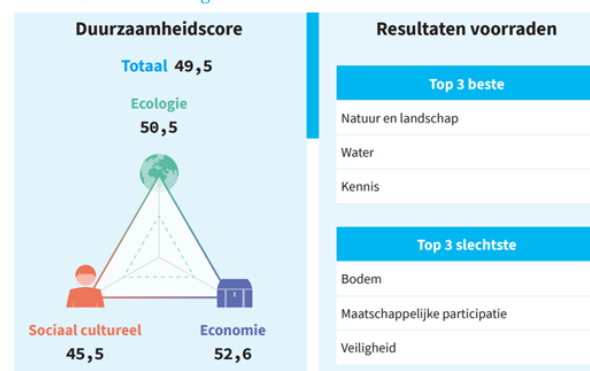 Duurzaamheidscore
Totaal 49,5
Ecologie
50,5
Sociaal cultureel
45,5
Economie
52,6
Resultaten voorraden
Top 3 beste
Natuur en landschap
Water
Kennis
Top 3 slechtste
Bodem
Maatschappelijke participatie
Veiligheid